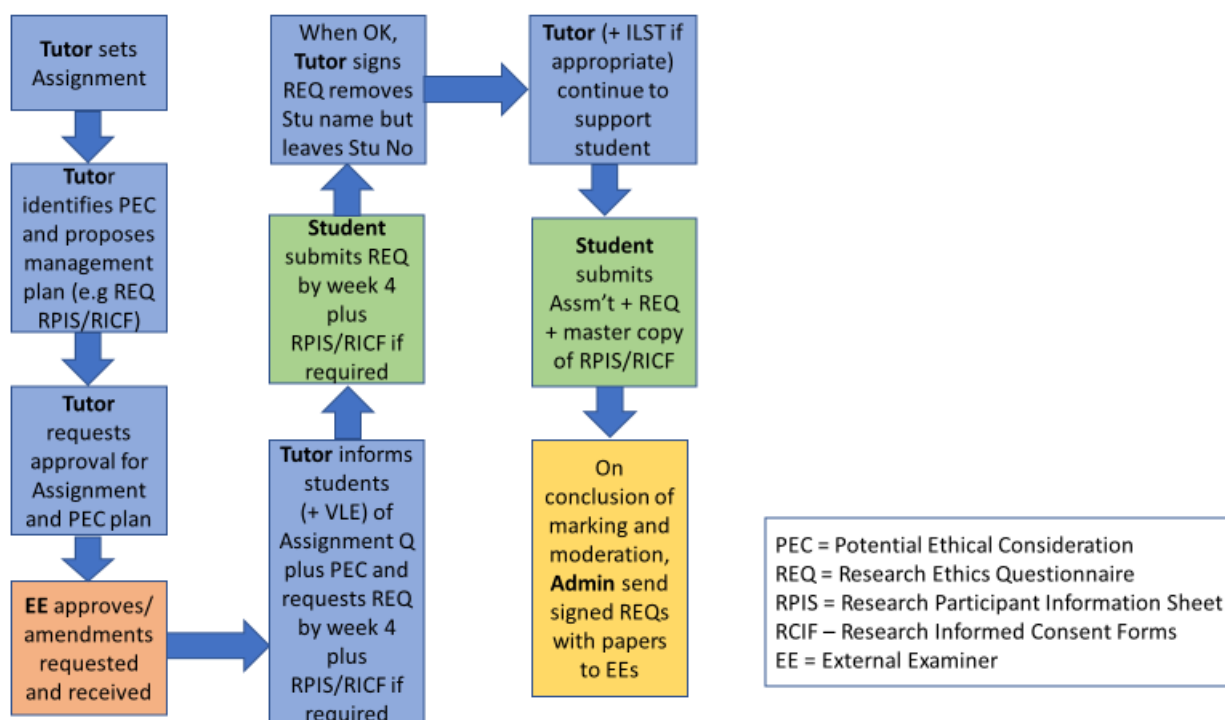 Tutor sets
Assignment
Tutor
identifies PEC
and proposes
management
plan (e.g REQ
RPIS/RICF)
Tutor
requests
approval for
Assignment
and PEC plan
EE approves/
amendments
requested
and received
Tutor informs
students
(+ VLE) of
Assignment Q
plus PEC and
requests REQ
by week 4
plus
RPIS/RICF if
required
Student
submits REQ
by week 4
plus
RPIS/RICF if
required
When OK,
Tutor signs
REQ removes
Stu name but
leaves Stu No
Tutor (+ ILST if
appropriate)
continue to
support
student
Student
submits
Assm't + REQ
+ master copy
of RPIS/RICF
On
conclusion of
marking and
moderation,
Admin send
signed REQs
with papers
to EEs
PEC = Potential Ethical Consideration
REQ = Research Ethics Questionnaire
RPIS = Research Participant Information Sheet
RCIF – Research Informed Consent Forms
EE = External Examiner